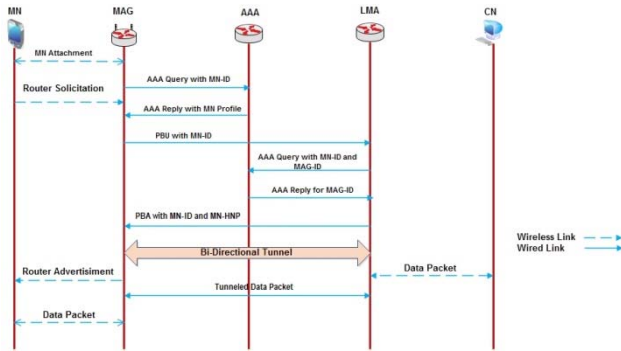 MN
MAG
AAA
LMA
CN
MN Attachment
AAA Query with MN-ID
Router Solicitation
AAA Reply with MN Profile
PBU with MN-ID
AAA Query with MN-ID and
MAG-ID
AAA Reply for MAG-ID
PBA with MN-ID and MN-HNP
Wireless Link
Wired Link
Bi-Directional Tunnel
Data Packet
Router Advertisiment
Tunneled Data Packet
Data Packet